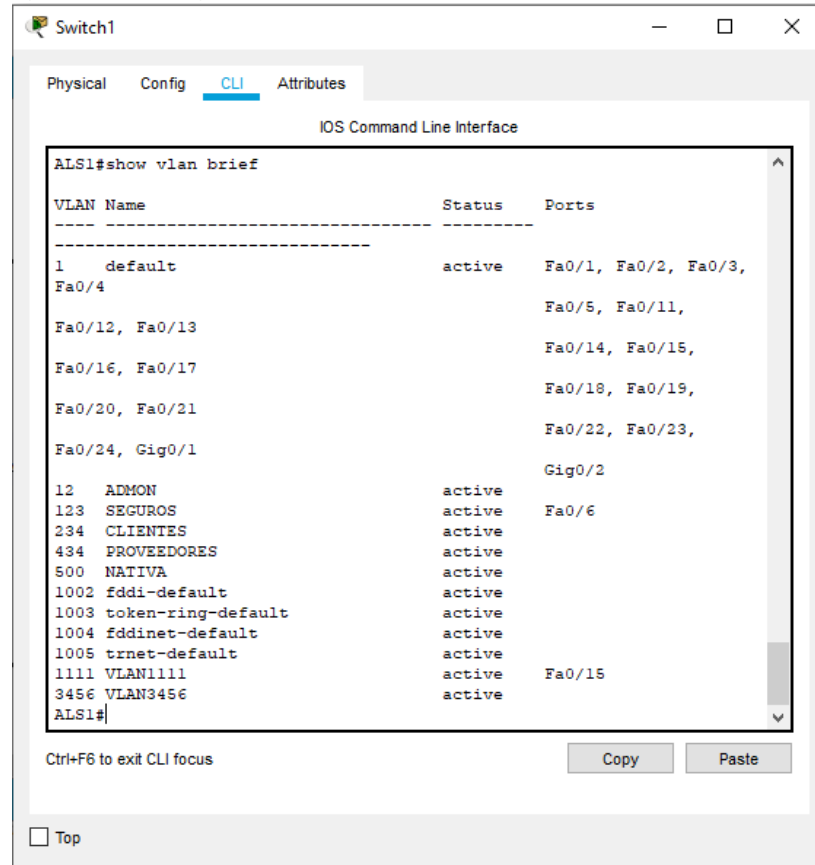 Switch1
Physical Config CLI Attributes
IOS Command Line Interface
ALS1#show vlan brief
VLAN Name Status Ports
---- -------------------------------- ---------
-------------------------------
1 default active Fa0/1, Fa0/2, Fa0/3,
Fa0/4
Fa0/5, Fa0/11,
Fa0/12, Fa0/13
Fa0/14, Fa0/15,
Fa0/16, Fa0/17
Fa0/18, Fa0/19,
Fa0/20, Fa0/21
Fa0/22, Fa0/23,
Fa0/24, Gig0/1
Gig0/2
12 ADMON active
123 SEGUROS active Fa0/6
234 CLIENTES active
434 PROVEEDORES active
500 NATIVA active
1002 fddi-default active
1003 token-ring-default active
1004 fddinet-default active
1005 trnet-default active
1111 VLAN1111 active Fa0/15
3456 VLAN3456 active
ALS1#
Ctrl+F6 to exit CLI focus Copy Paste
Top